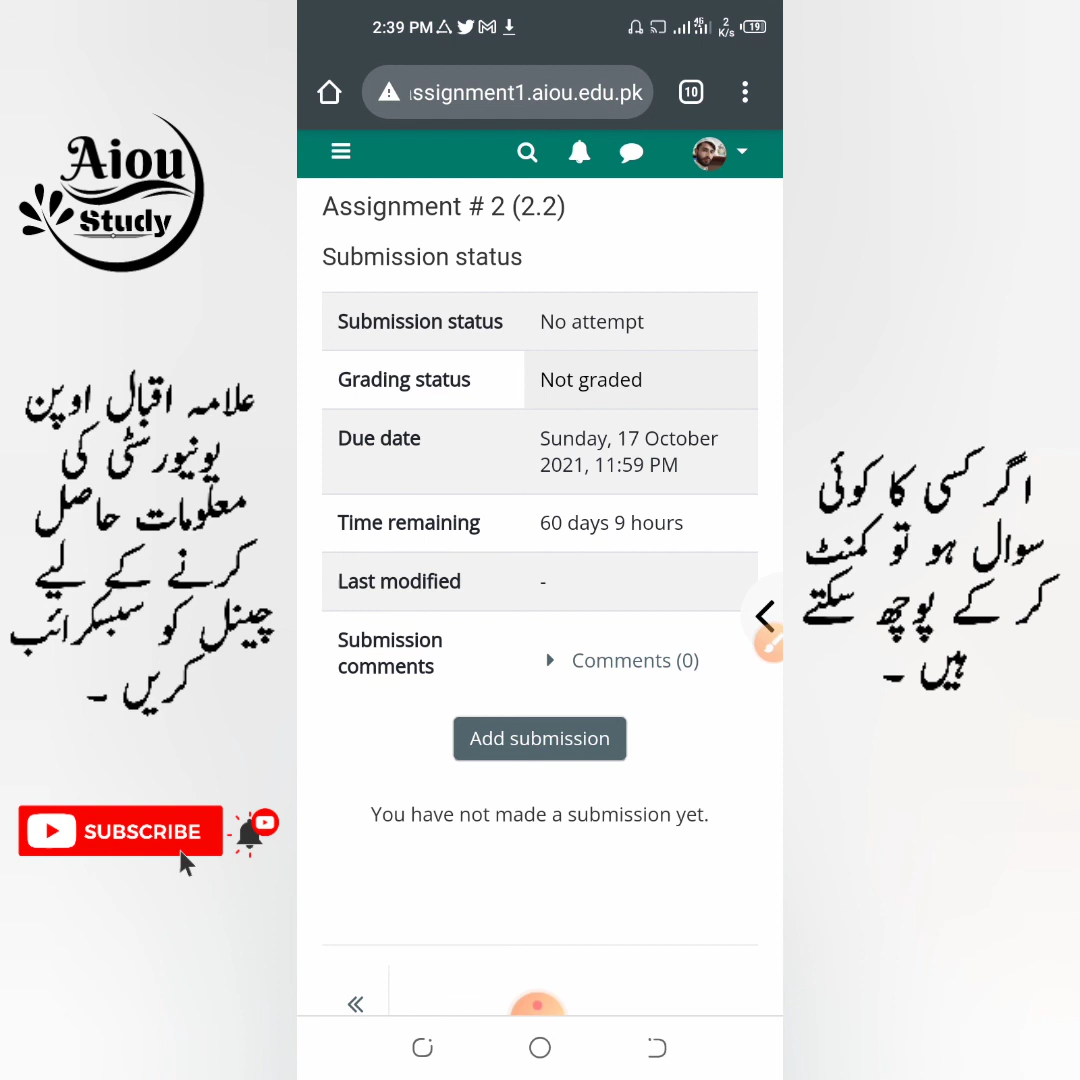 2:39 PM
4G
2 K/s
19
ssignment1.aiou.edu.pk
10
Aiou
Study
Assignment # 2 (2.2)
Submission status
Submission status No attempt
Grading status Not graded
Due date Sunday, 17 October
2021, 11:59 PM
Time remaining 60 days 9 hours
Last modified -
Submission
comments
Comments (0)
Add submission
You have not made a submission yet.
علامہ اقبال اوپن
یونیورسٹی کی
معلومات حاصل
کرنے کے لیے
چینل کو سبسکرائب
کریں ۔
SUBSCRIBE
اگر کسی کا کوئی
سوال ہو تو کمنٹ
کر کے پوچھ سکتے
ہیں ۔